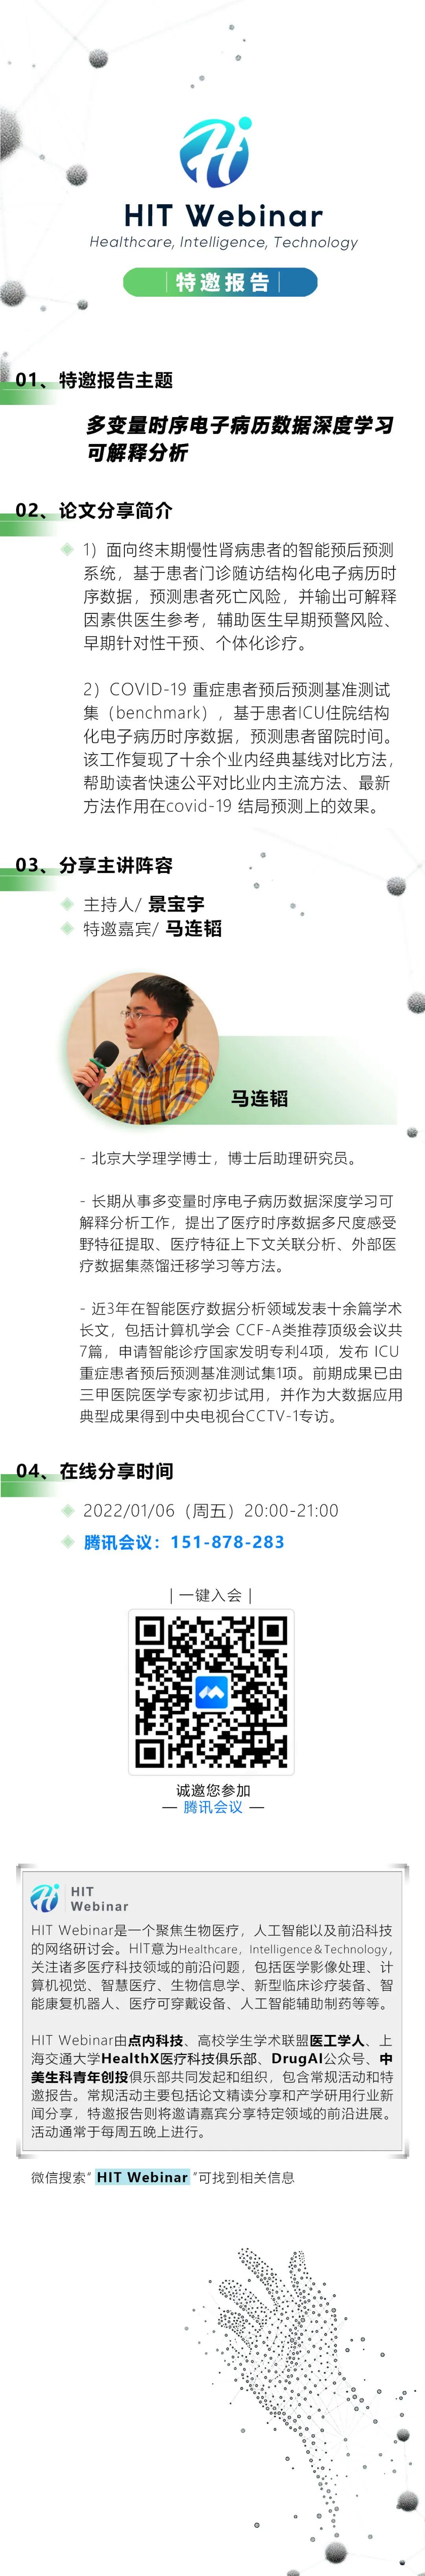 HIT Webinar
Healthcare, Intelligence, Technology
特邀报告
01、特邀报告主题
多变量时序电子病历数据深度学习
可解释分析
02、论文分享简介
1）面向终末期慢性肾病患者的智能预后预测
系统，基于患者门诊随访结构化电子病历时
序数据，预测患者死亡风险，并输出可解释
因素供医生参考，辅助医生早期预警风险、
早期针对性干预、个体化诊疗。
2）COVID-19 重症患者预后预测基准测试
集（benchmark），基于患者ICU住院结构
化电子病历时序数据，预测患者留院时间。
该工作复现了十余个业内经典基线对比方法，
帮助读者快速公平对比业内主流方法、最新
方法作用在covid-19 结局预测上的效果。
03、分享主讲阵容
主持人/ 景宝宇
特邀嘉宾/ 马连韬
马连韬
- 北京大学理学博士，博士后助理研究员。
- 长期从事多变量时序电子病历数据深度学习可
解释分析工作，提出了医疗时序数据多尺度感受
野特征提取、医疗特征上下文关联分析、外部医
疗数据集蒸馏迁移学习等方法。
- 近3年在智能医疗数据分析领域发表十余篇学术
长文，包括计算机学会 CCF-A类推荐顶级会议共
7篇，申请智能诊疗国家发明专利4项，发布 ICU
重症患者预后预测基准测试集1项。前期成果已由
三甲医院医学专家初步试用，并作为大数据应用
典型成果得到中央电视台CCTV-1专访。
04、在线分享时间
2022/01/06（周五）20:00-21:00
腾讯会议：151-878-283
| 一键入会 |
诚邀您参加
— 腾讯会议 —
HIT
Webinar
HIT Webinar是一个聚焦生物医疗，人工智能以及前沿科技
的网络研讨会。HIT意为Healthcare，Intelligence＆Technology，
关注诸多医疗科技领域的前沿问题，包括医学影像处理、计
算机视觉、智慧医疗、生物信息学、新型临床诊疗装备、智
能康复机器人、医疗可穿戴设备、人工智能辅助制药等等。
HIT Webinar由点内科技、高校学生学术联盟医工学人、上
海交通大学HealthX医疗科技俱乐部、DrugAI公众号、中
美生科青年创投俱乐部共同发起和组织，包含常规活动和特
邀报告。常规活动主要包括论文精读分享和产学研用行业新
闻分享，特邀报告则将邀请嘉宾分享特定领域的前沿进展。
活动通常于每周五晚上进行。
微信搜索“ HIT Webinar ”可找到相关信息